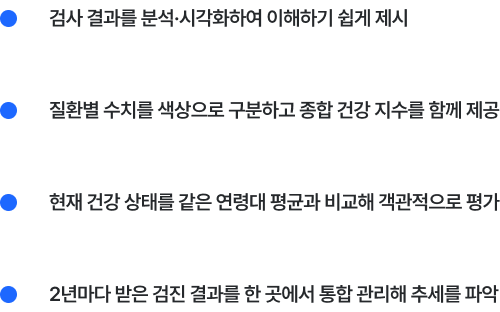 검사 결과를 분석·시각화하여 이해하기 쉽게 제시
질환별 수치를 색상으로 구분하고 종합 건강 지수를 함께 제공
현재 건강 상태를 같은 연령대 평균과 비교해 객관적으로 평가
2년마다 받은 검진 결과를 한 곳에서 통합 관리해 추세를 파악